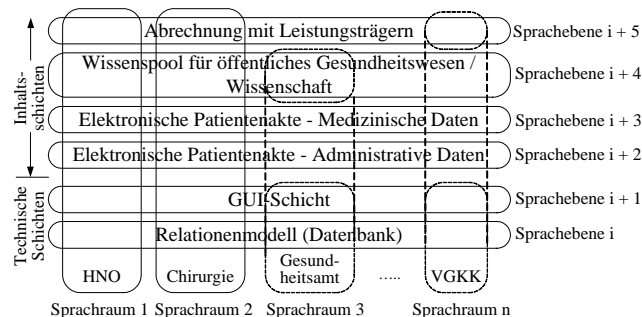 Abrechnung mit Leistungsträgern
Sprachebene i + 5
Wissenspool für öffentliches Gesundheitswesen /
Wissenschaft
Sprachebene i + 4
Inhalts-
schichten
Elektronische Patientenakte - Medizinische Daten
Sprachebene i + 3
Elektronische Patientenakte - Administrative Daten
Sprachebene i + 2
Technische
Schichten
GUI-Schicht
Sprachebene i + 1
Relationenmodell (Datenbank)
Sprachebene i
HNO
Chirurgie
Gesund-
heitsamt
.....
VGKK
Sprachraum 1
Sprachraum 2
Sprachraum 3
Sprachraum n